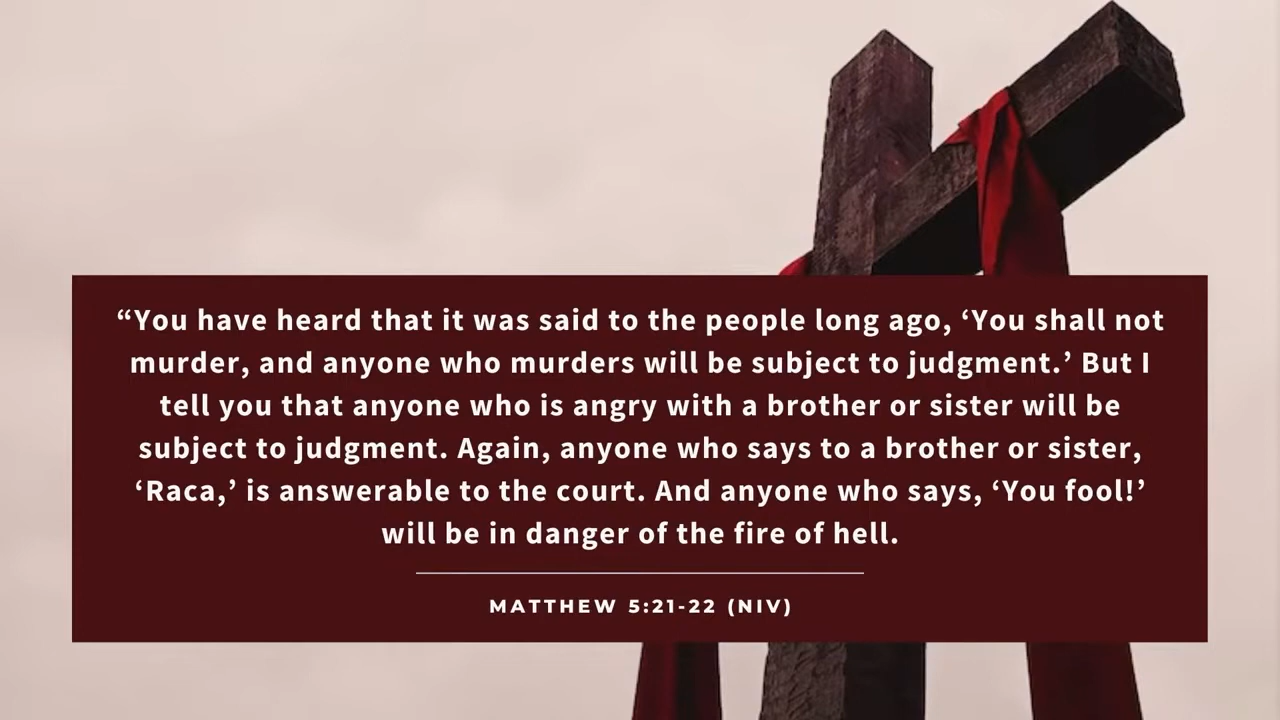 “You have heard that it was said to the people long ago, ‘You shall not
murder, and anyone who murders will be subject to judgment.’ But I
tell you that anyone who is angry with a brother or sister will be
subject to judgment. Again, anyone who says to a brother or sister,
‘Raca,’ is answerable to the court. And anyone who says, ‘You fool!’
will be in danger of the fire of hell.
MATTHEW 5:21-22 (NIV)